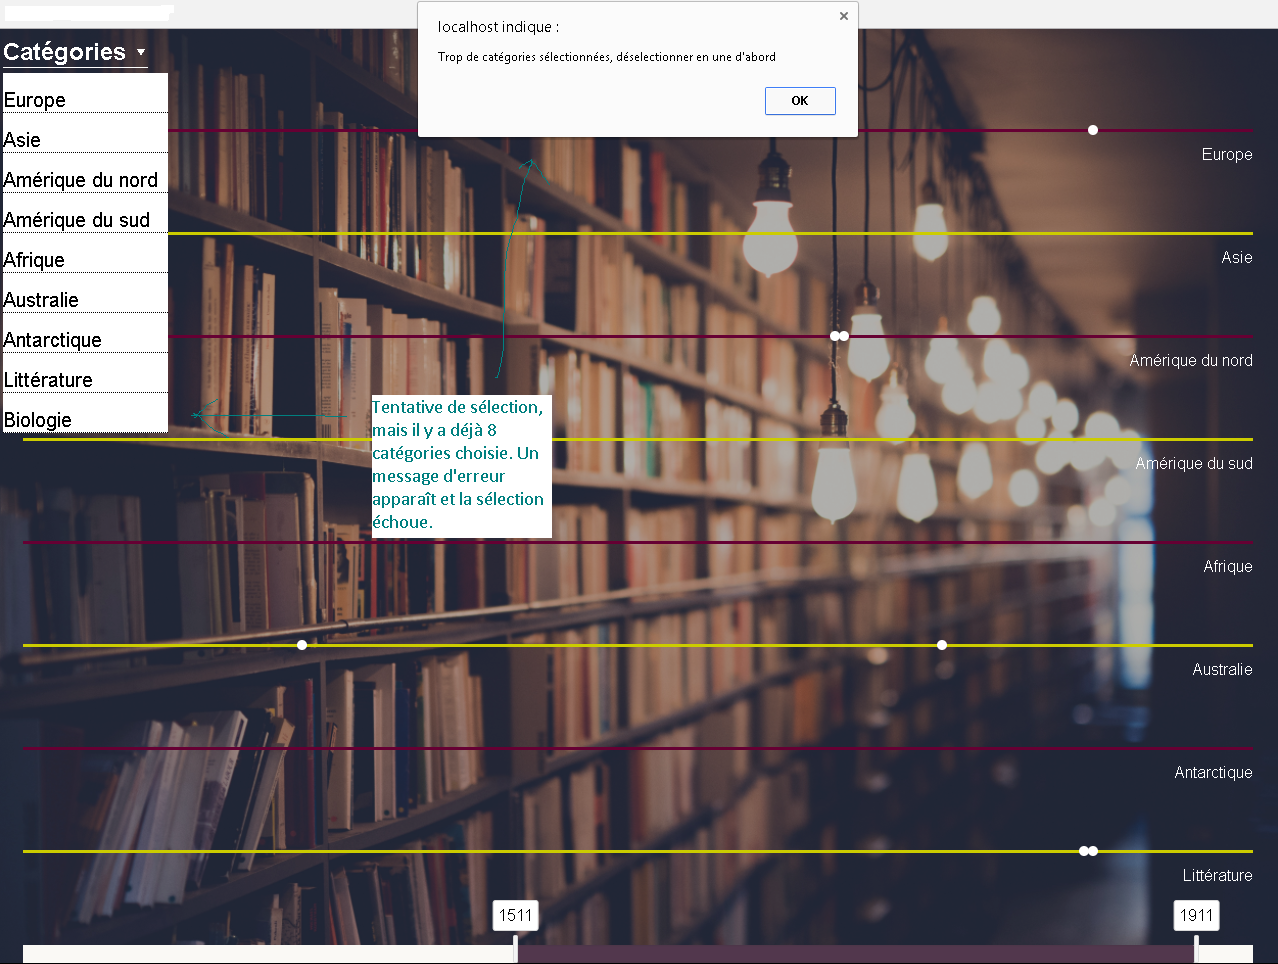 localhost indique :
Trop de catégories sélectionnées, déselectionner en une d'abord
OK
Catégories
Europe
Asie
Amérique du nord
Amérique du sud
Afrique
Australie
Antarctique
Littérature
Biologie
Tentative de sélection,
mais il y a déjà 8
catégories choisie. Un
message d'erreur
apparaît et la sélection
échoue.
Europe
Asie
Amérique du nord
Amérique du sud
Afrique
Australie
Antarctique
Littérature
1511
1911